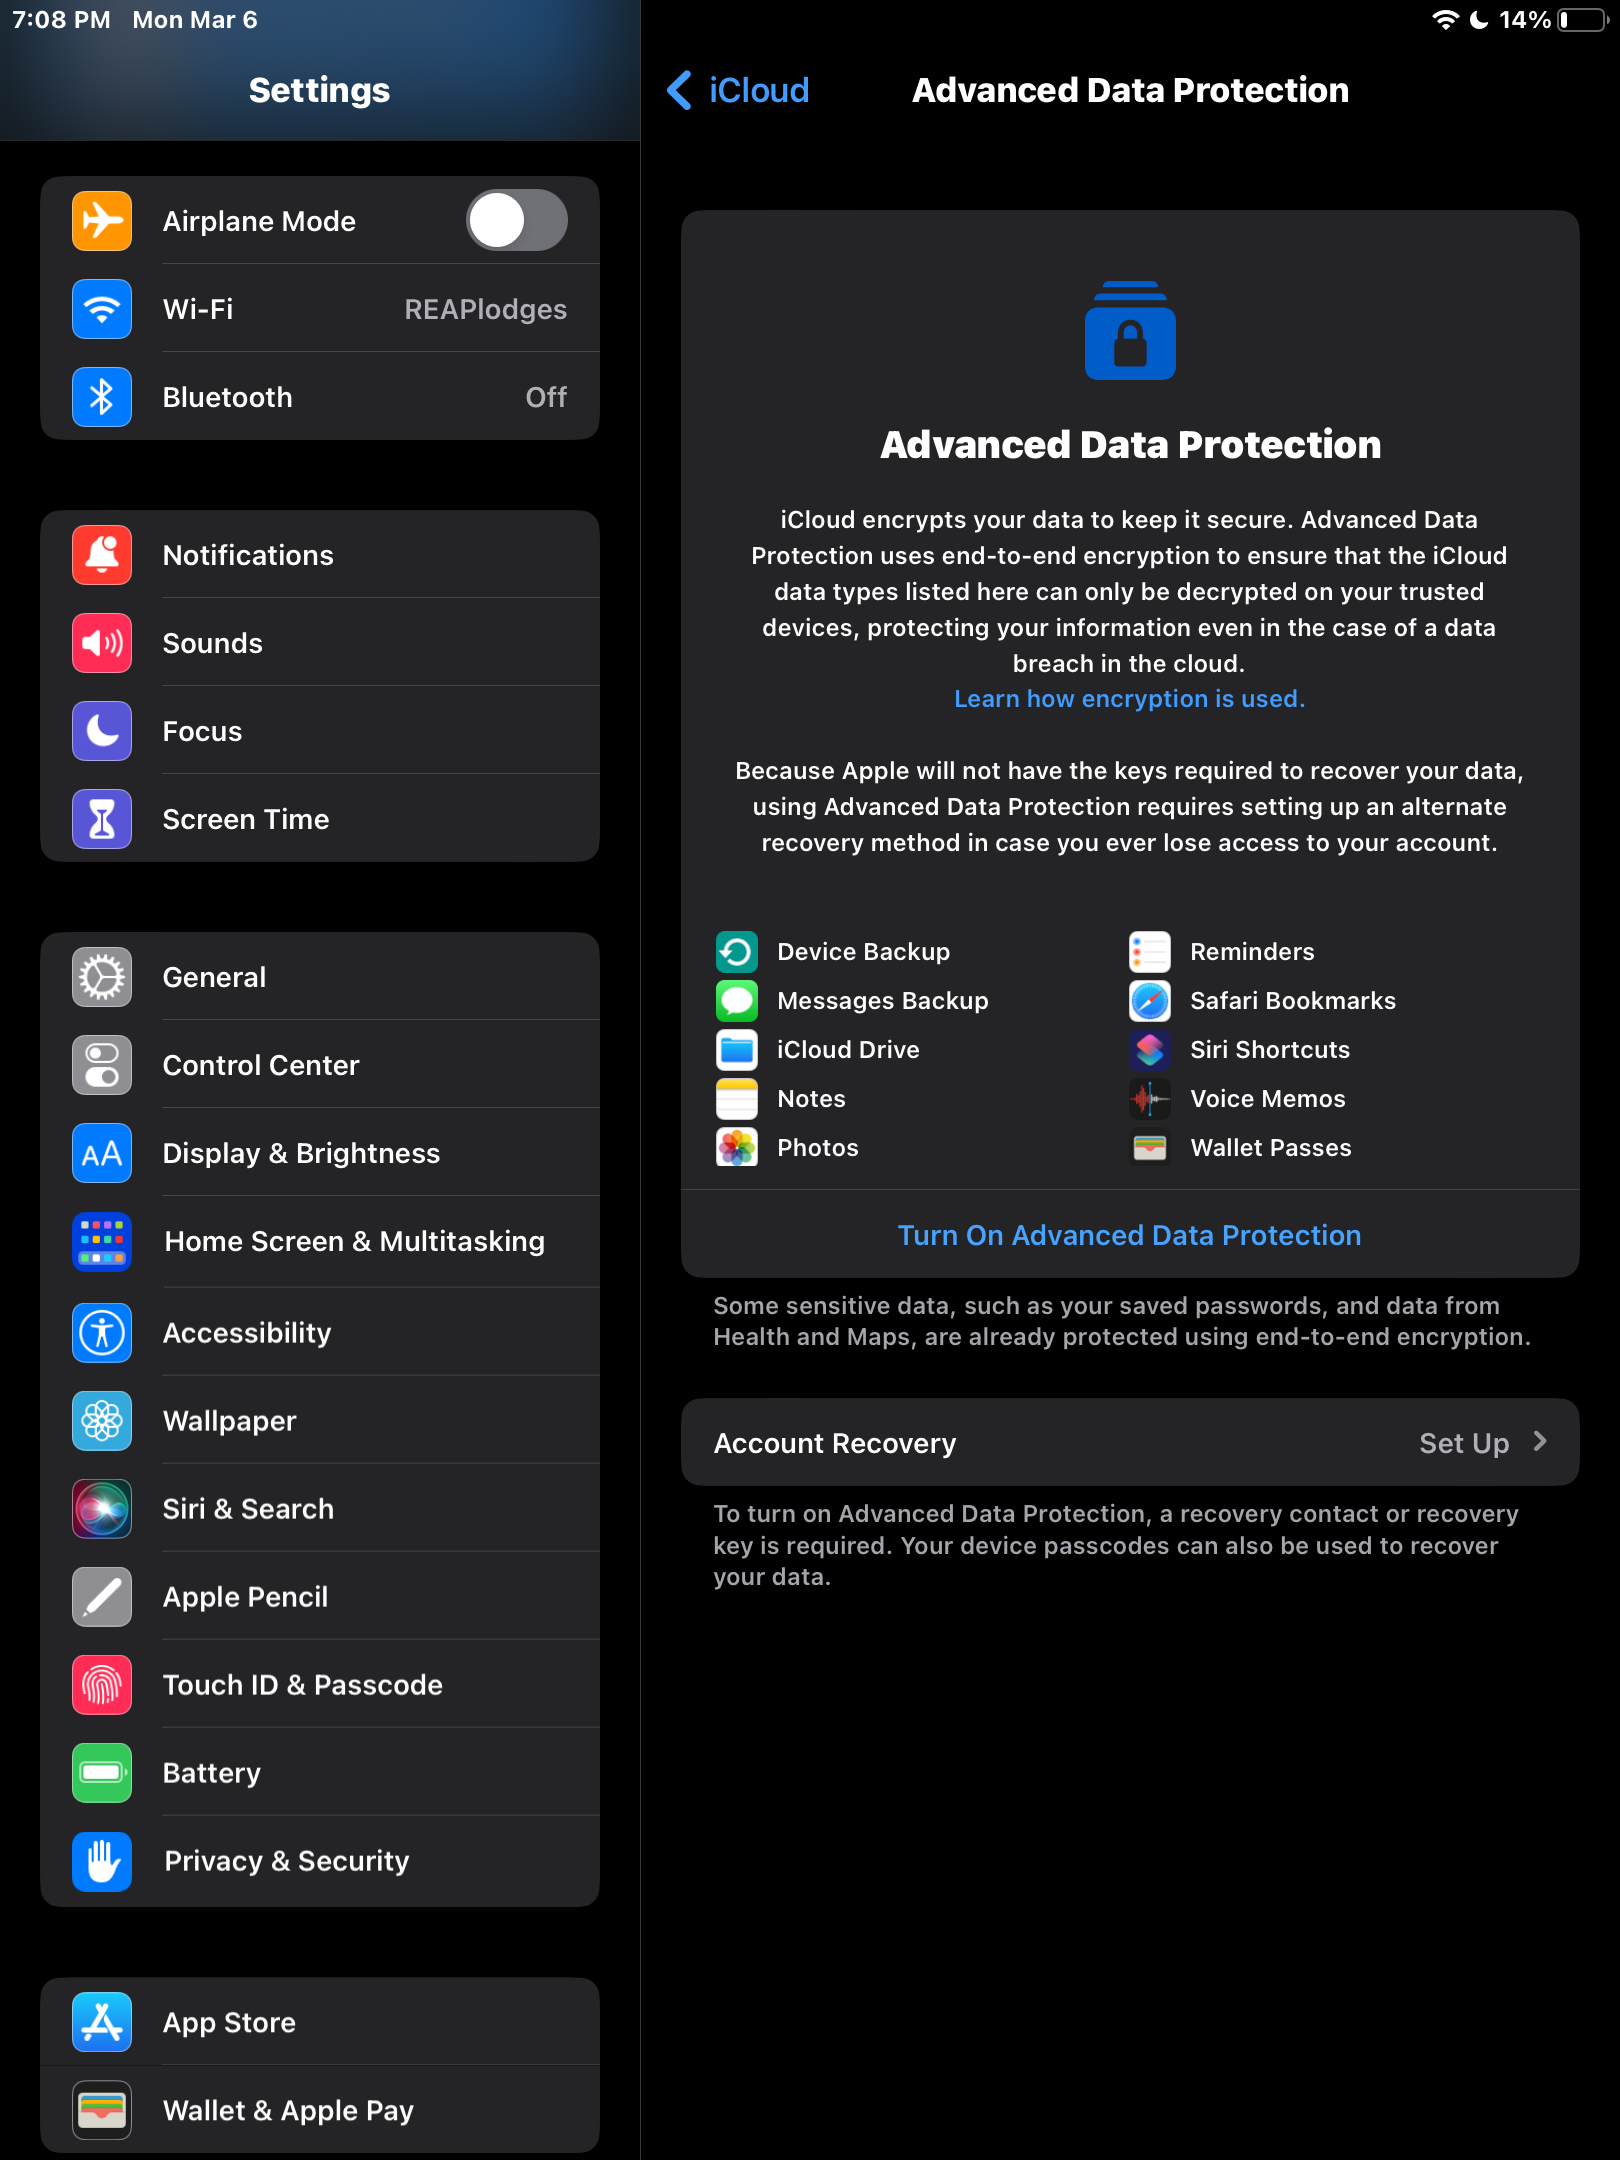 7:08 PM Mon Mar 6
14%
Settings
Airplane Mode
Wi-Fi REAPlodges
Bluetooth Off
Notifications
Sounds
Focus
Screen Time
General
Control Center
AA Display & Brightness
Home Screen & Multitasking
Accessibility
Wallpaper
Siri & Search
Apple Pencil
Touch ID & Passcode
Battery
Privacy & Security
App Store
Wallet & Apple Pay
iCloud Advanced Data Protection
Advanced Data Protection
iCloud encrypts your data to keep it secure. Advanced Data
Protection uses end-to-end encryption to ensure that the iCloud
data types listed here can only be decrypted on your trusted
devices, protecting your information even in the case of a data
breach in the cloud.
Learn how encryption is used.
Because Apple will not have the keys required to recover your data,
using Advanced Data Protection requires setting up an alternate
recovery method in case you ever lose access to your account.
Device Backup
Messages Backup
iCloud Drive
Notes
Photos
Reminders
Safari Bookmarks
Siri Shortcuts
Voice Memos
Wallet Passes
Turn On Advanced Data Protection
Some sensitive data, such as your saved passwords, and data from
Health and Maps, are already protected using end-to-end encryption.
Account Recovery Set Up
To turn on Advanced Data Protection, a recovery contact or recovery
key is required. Your device passcodes can also be used to recover
your data.